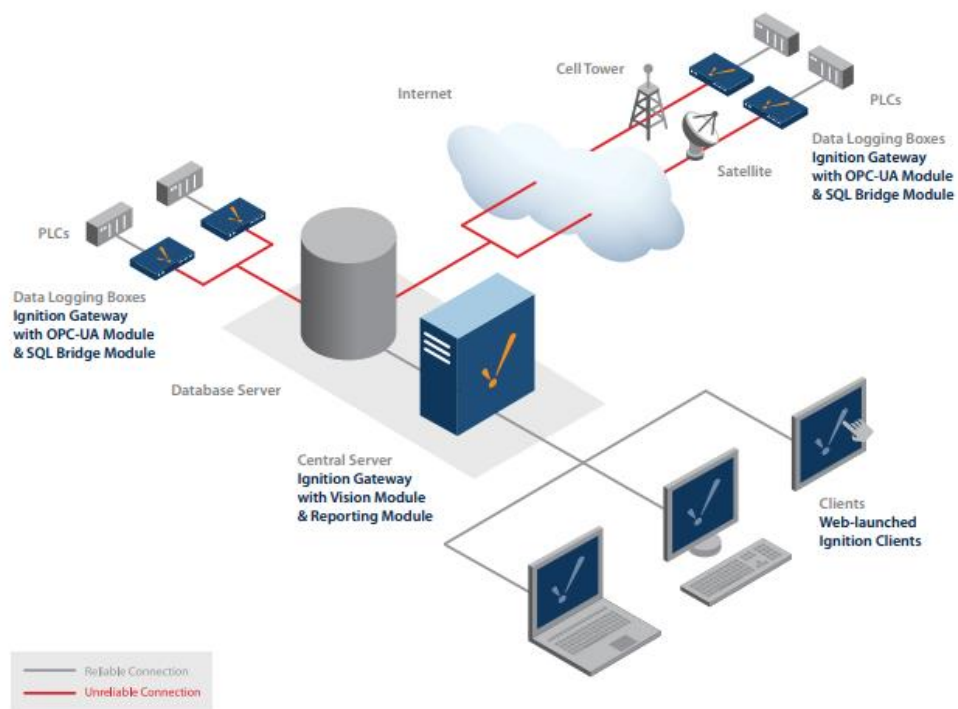 Internet
Cell Tower
Satellite
PLCs
Data Logging Boxes
Ignition Gateway
with OPC-UA Module
& SQL Bridge Module
PLCs
Data Logging Boxes
Ignition Gateway
with OPC-UA Module
& SQL Bridge Module
Database Server
Central Server
Ignition Gateway
with Vision Module
& Reporting Module
Clients
Web-launched
Ignition Clients
Reliable Connection
Unreliable Connection